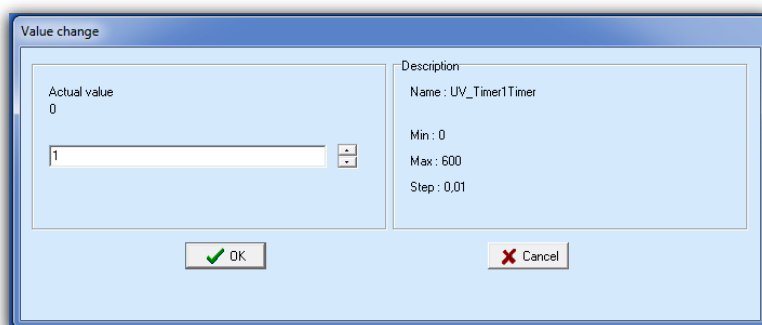 Value change
Actual value
0
1
Description
Name : UV_Timer1Timer
Min : 0
Max : 600
Step : 0,01
OK
Cancel